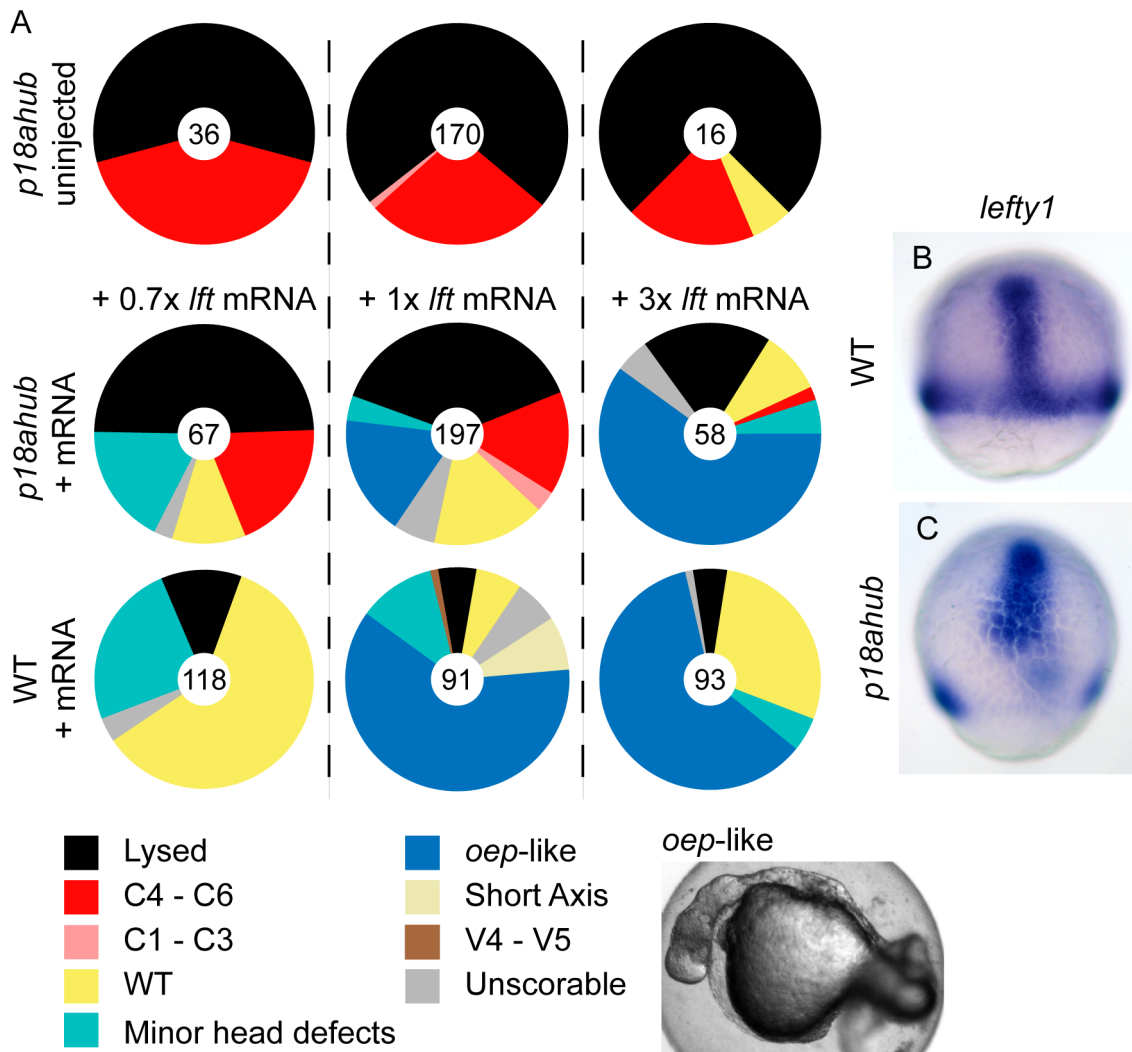 A
p18ahub
uninjected
36
170
16
+ 0.7x lft mRNA
+ 1x lft mRNA
+ 3x lft mRNA
p18ahub
+ mRNA
67
197
58
WT
+ mRNA
118
91
93
lefty1
B
WT
C
p18ahub
Lysed
C4 - C6
C1 - C3
WT
Minor head defects
oep-like
Short Axis
V4 - V5
Unscorable
oep-like